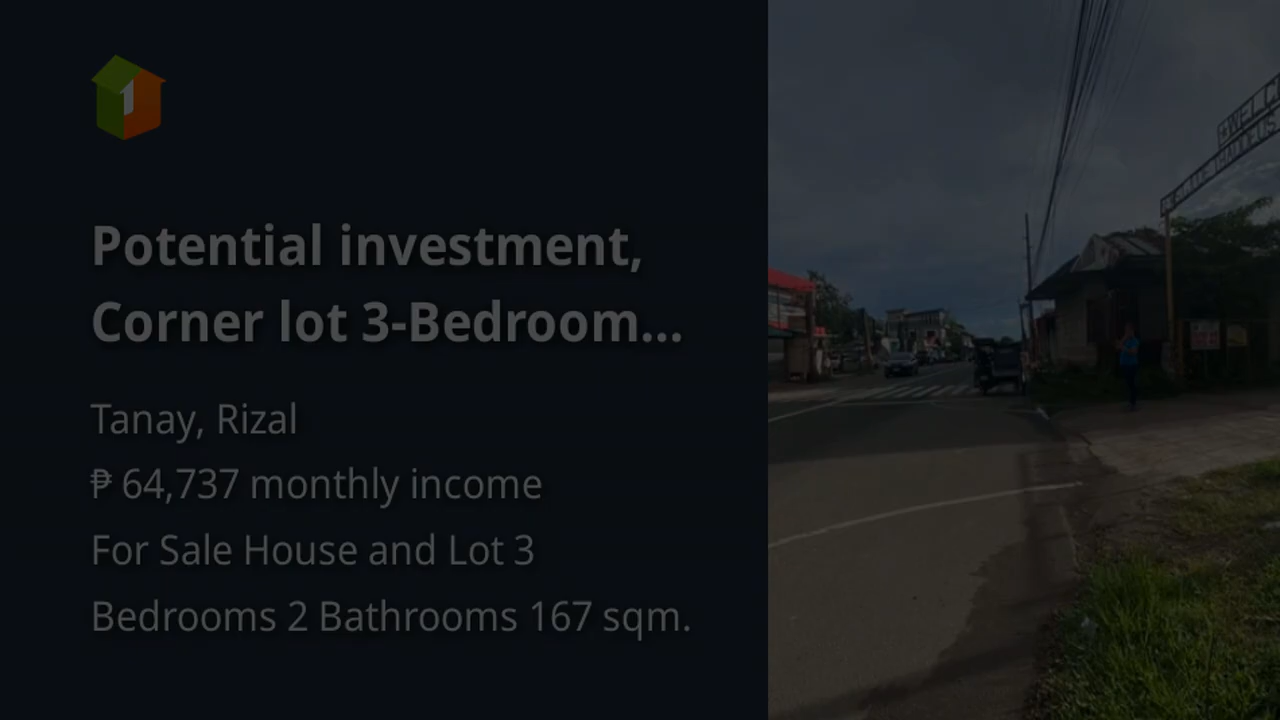 Potential investment,
Corner lot 3-Bedroom...
Tanay, Rizal
₱ 64,737 monthly income
For Sale House and Lot 3
Bedrooms 2 Bathrooms 167 sqm.